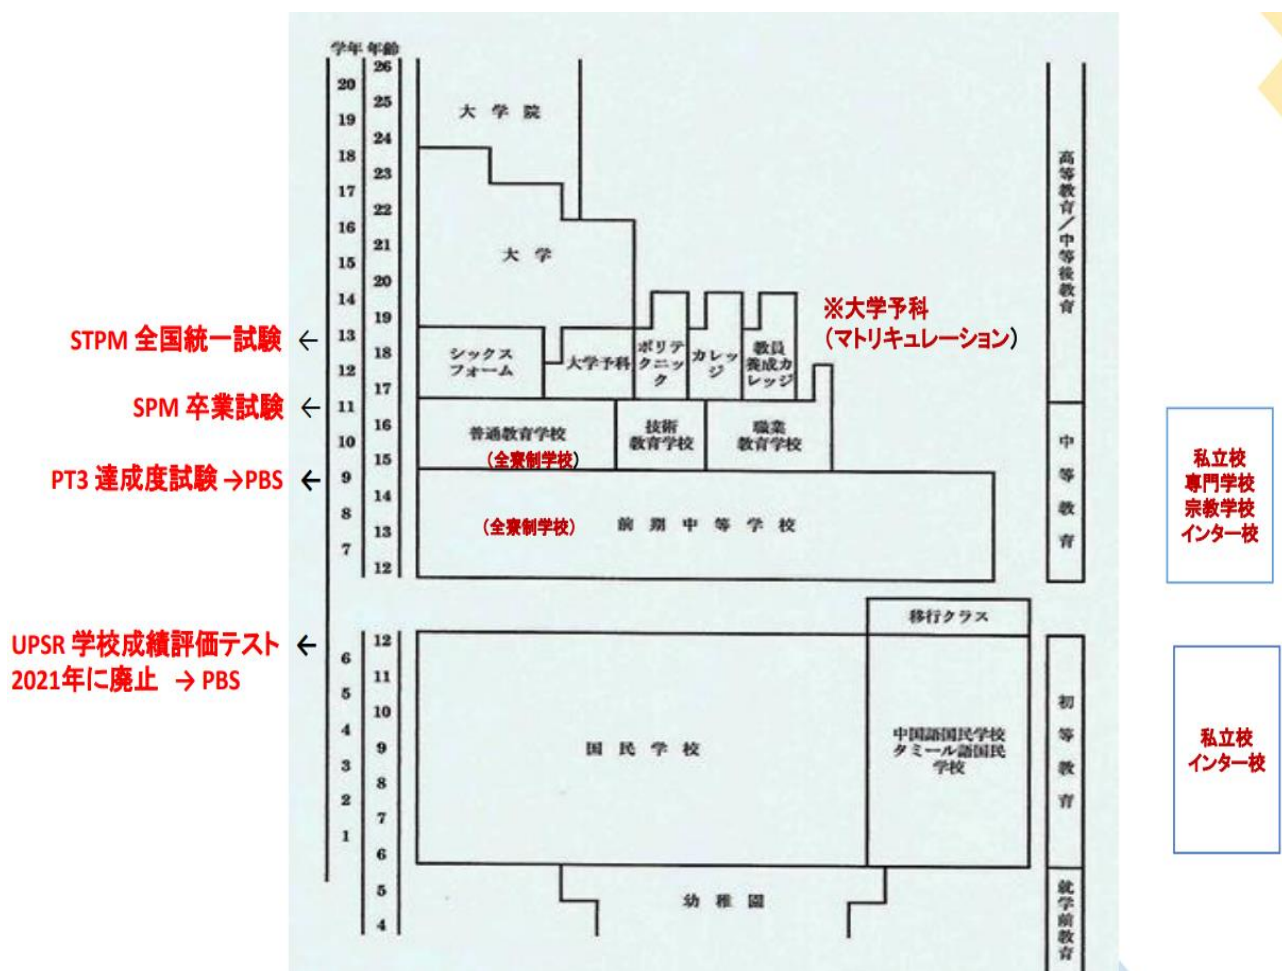 学年 年齢
26
20
25
19
24
18
23
17
22
16
21
15
20
14
19
13
18
12
17
11
16
10
15
9
14
8
13
7
12
12
6
11
5
10
4
9
3
8
2
7
1
6
5
4
大学院
大学
シックス
フォーム
大学予科
ポリテ
クニッ
ク
カレッ
ジ
教員
養成カ
レッジ
※大学予科
(マトリキュレーション)
普通教育学校
(全寮制学校)
技術
教育学校
職業
教育学校
(全寮制学校)
前期中等学校
移行クラス
国民学校
中国語国民学校
タミール語国民
学校
幼稚園
高等教育/中等後教育
中等教育
初等教育
就学前教育
STPM 全国統一試験 ←
SPM 卒業試験 ←
PT3 達成度試験 →PBS ←
UPSR 学校成績評価テスト ←
2021年に廃止 → PBS
私立校
専門学校
宗教学校
インター校
私立校
インター校